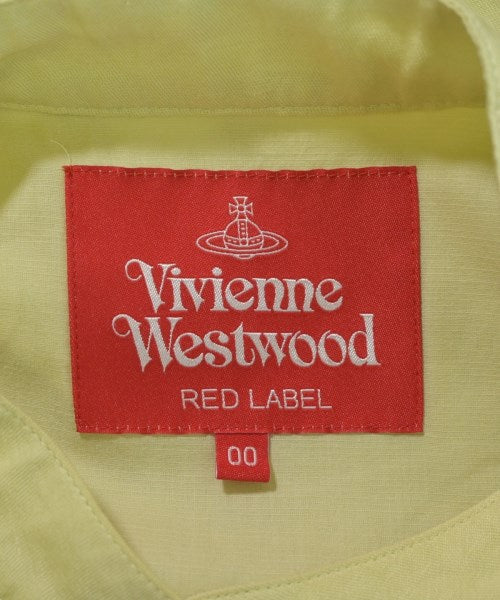 Vivienne
Westwood
RED LABEL
00